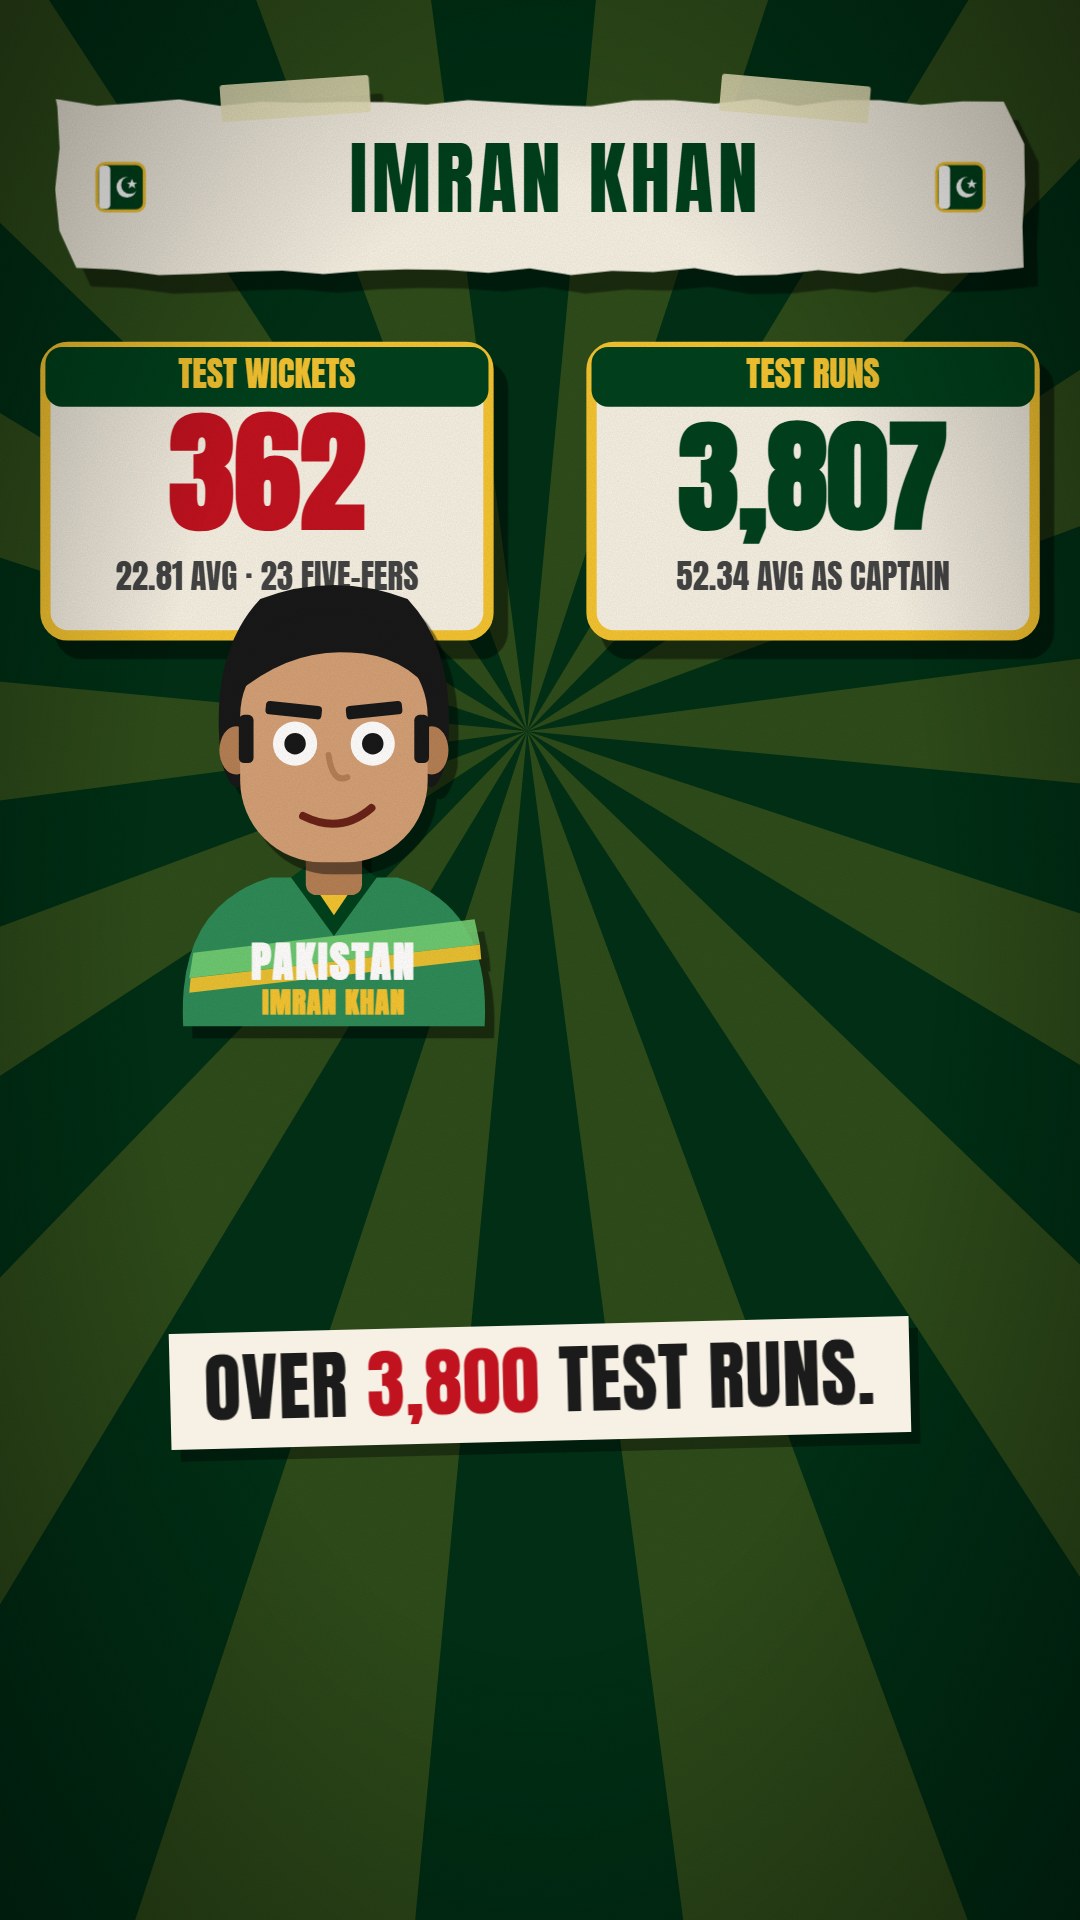 IMRAN KHAN
TEST WICKETS
362
22.81 AVG · 23 FIVE-FERS
TEST RUNS
3,807
52.34 AVG AS CAPTAIN
PAKISTAN
IMRAN KHAN
OVER 3,800 TEST RUNS.